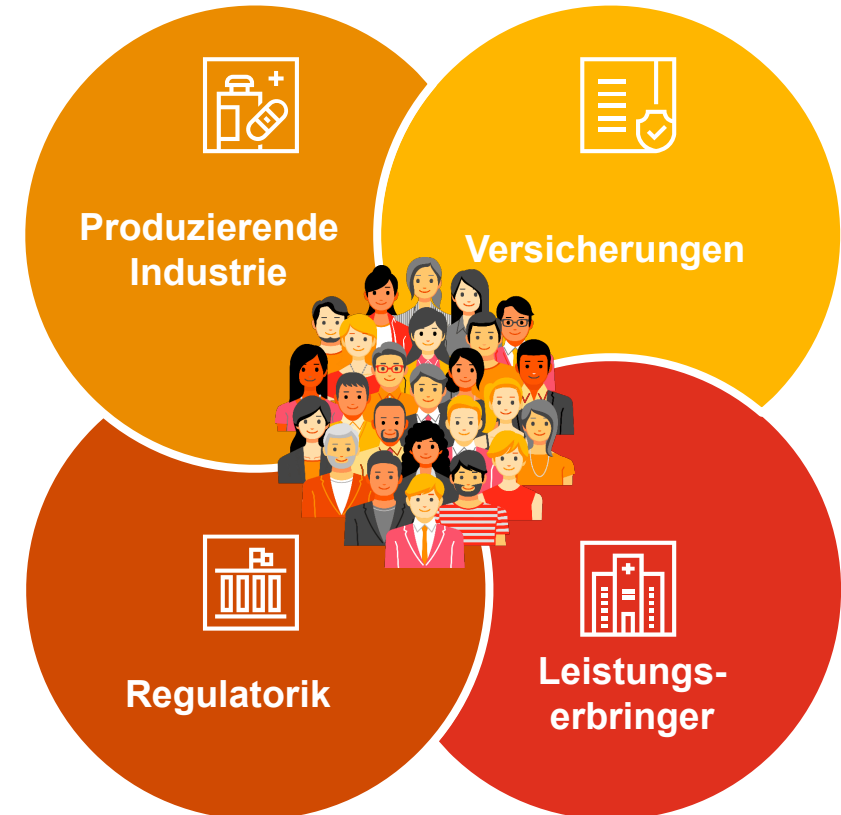 Produzierende
Industrie
Versicherungen
Regulatorik
Leistungs-
erbringer